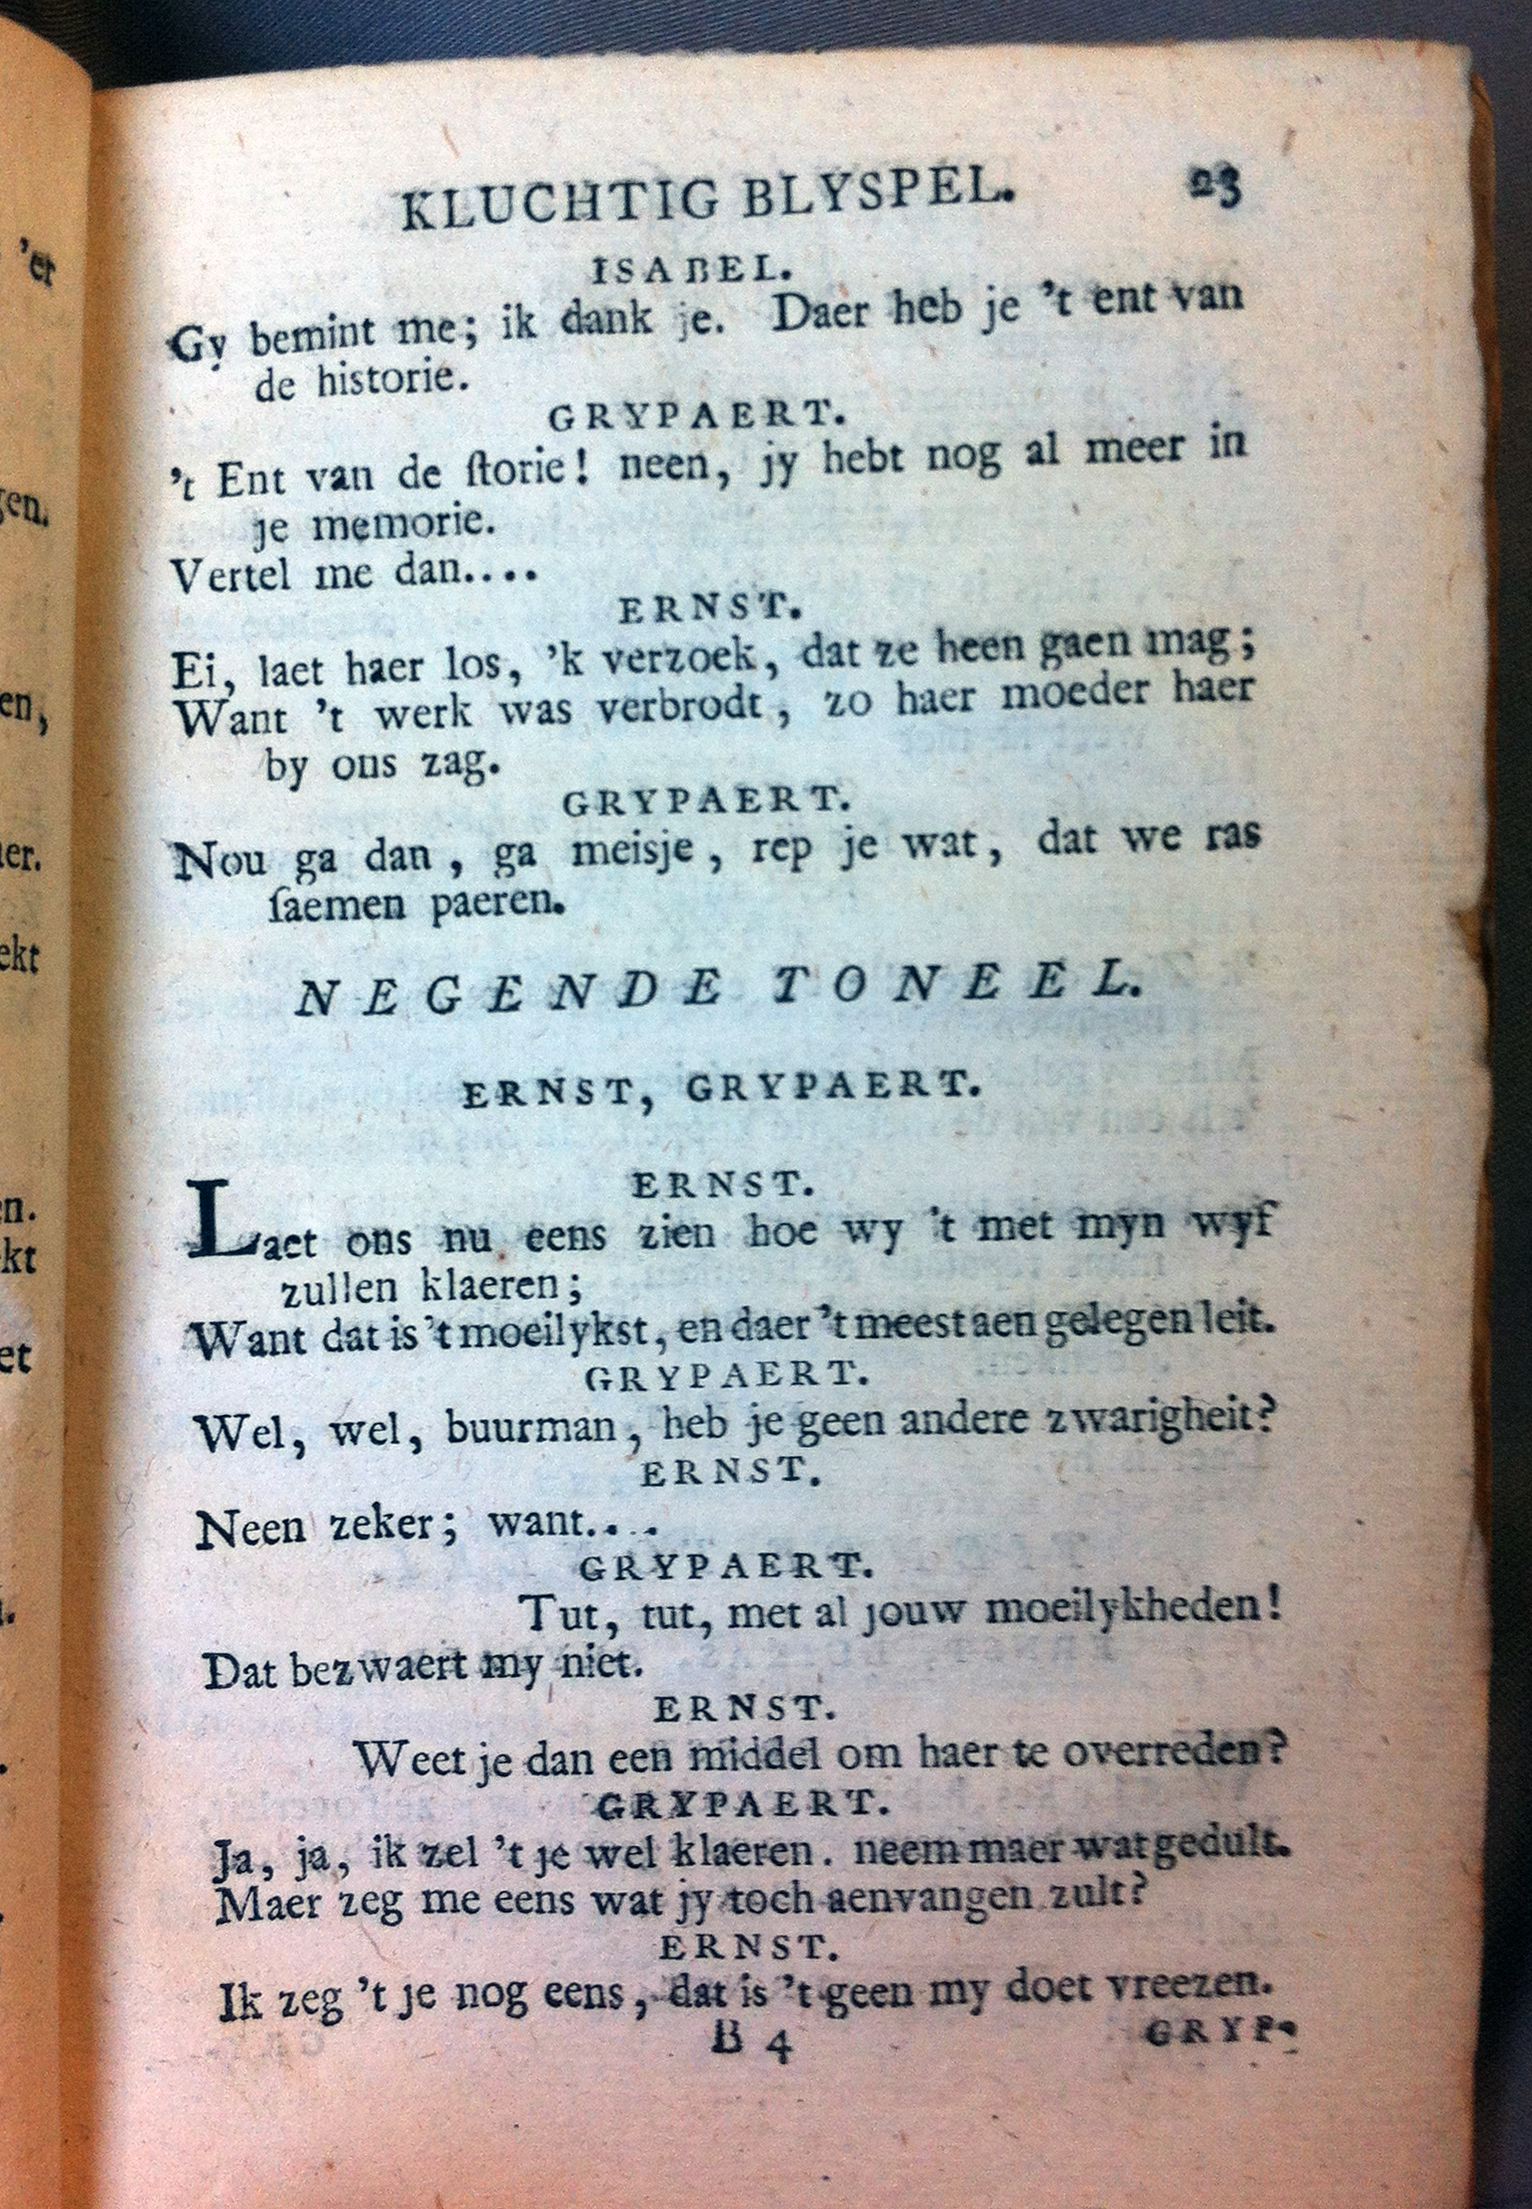 KLUCHTIG BLYSPEL. 23
ISABEL.
Gy bemint me; ik dank je. Daer heb je 't ent van
de historie.
GRYPAERT.
't Ent van de ſtorie! neen, jy hebt nog al meer in
je memorie.
Vertel me dan....
ERNST.
Ei, laet haer los, 'k verzoek, dat ze heen gaen mag;
Want 't werk was verbrodt, zo haer moeder haer
by ons zag.
GRYPAERT.
Nou ga dan, ga meisje, rep je wat, dat we ras
ſaemen paeren.
NEGENDE TONEEL.
ERNST, GRYPAERT.
ERNST.
Laet ons nu eens zien hoe wy 't met myn wyf
zullen klaeren;
Want dat is 't moeilykst, en daer 't meest aen gelegen leit.
GRYPAERT.
Wel, wel, buurman, heb je geen andere zwarigheit?
ERNST.
Neen zeker; want....
GRYPAERT.
Tut, tut, met al jouw moeilykheden!
Dat bezwaert my niet.
ERNST.
Weet je dan een middel om haer te overreden?
GRYPAERT.
Ja, ja, ik zel 't je wel klaeren. neem maer wat gedult.
Maer zeg me eens wat jy toch aenvangen zult?
ERNST.
Ik zeg 't je nog eens, dat is 't geen my doet vreezen.
B 4 GRYP-
'er
gen.
en,
er.
ekt
en.
kt
et